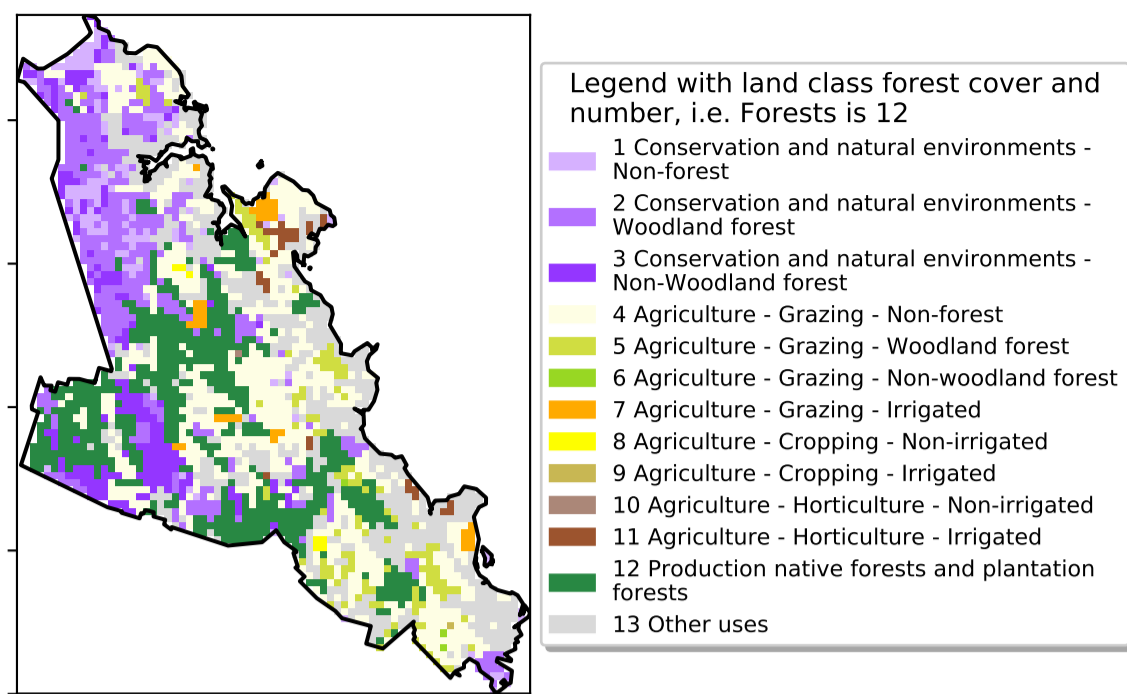 Legend with land class forest cover and
number, i.e. Forests is 12
1 Conservation and natural environments -
Non-forest
2 Conservation and natural environments -
Woodland forest
3 Conservation and natural environments -
Non-Woodland forest
4 Agriculture - Grazing - Non-forest
5 Agriculture - Grazing - Woodland forest
6 Agriculture - Grazing - Non-woodland forest
7 Agriculture - Grazing - Irrigated
8 Agriculture - Cropping - Non-irrigated
9 Agriculture - Cropping - Irrigated
10 Agriculture - Horticulture - Non-irrigated
11 Agriculture - Horticulture - Irrigated
12 Production native forests and plantation
forests
13 Other uses